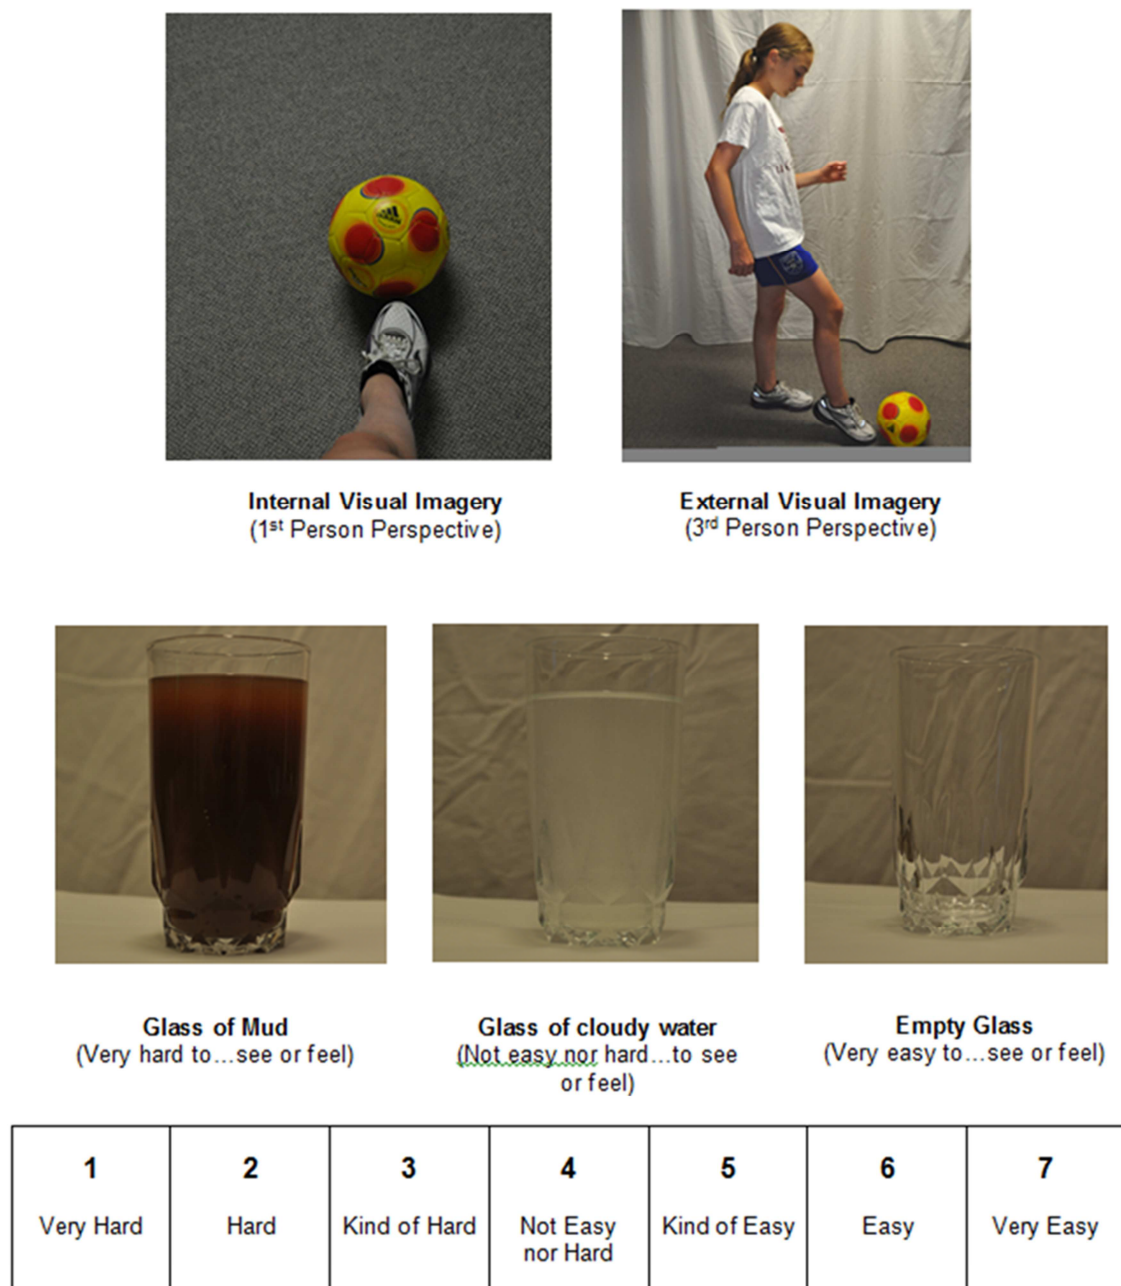 Internal Visual Imagery
(1st Person Perspective)
External Visual Imagery
(3rd Person Perspective)
Glass of Mud
(Very hard to...see or feel)
Glass of cloudy water
(Not easy nor hard...to see
or feel)
Empty Glass
(Very easy to...see or feel)
1
Very Hard
2
Hard
3
Kind of Hard
4
Not Easy
nor Hard
5
Kind of Easy
6
Easy
7
Very Easy